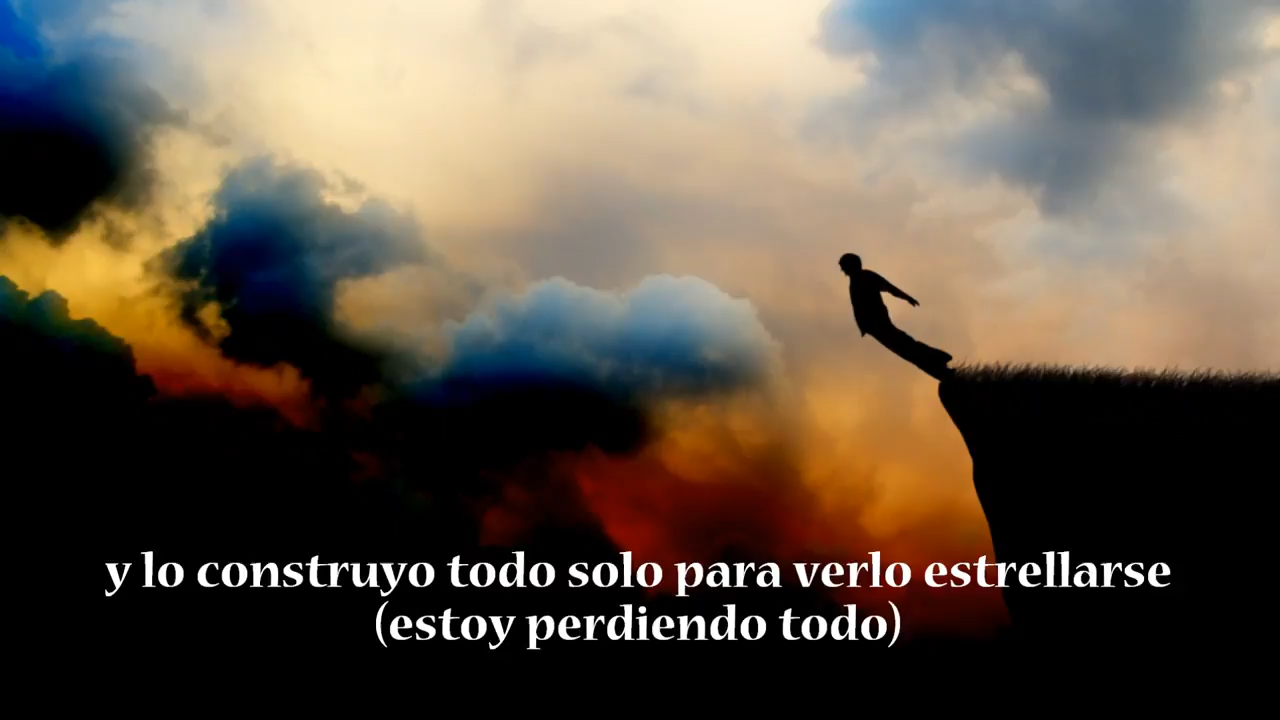 y lo construyo todo solo para verlo estrellarse
(estoy perdiendo todo)